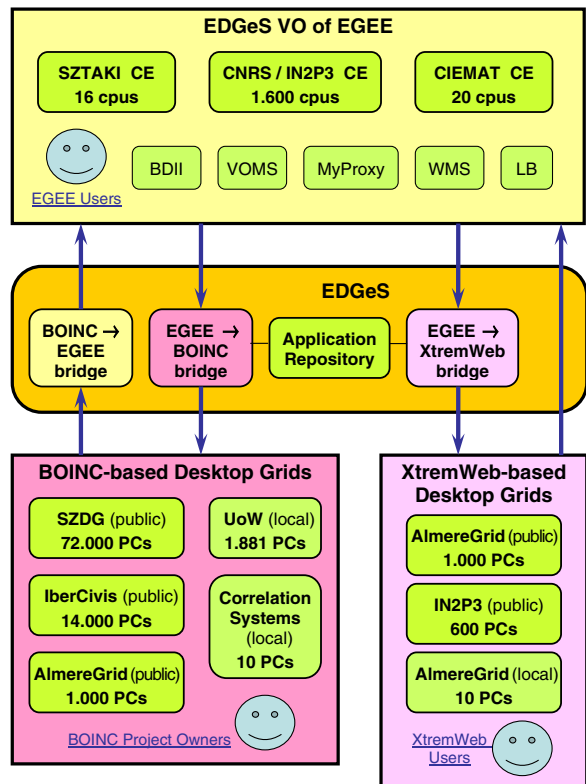 EDGeS VO of EGEE
SZTAKI CE
16 cpus
CNRS / IN2P3 CE
1.600 cpus
CIEMAT CE
20 cpus
EGEE Users
BDII
VOMS
MyProxy
WMS
LB
EDGeS
BOINC →
EGEE
bridge
EGEE →
BOINC
bridge
Application
Repository
EGEE →
XtremWeb
bridge
BOINC-based Desktop Grids
SZDG (public)
72.000 PCs
UoW (local)
1.881 PCs
IberCivis (public)
14.000 PCs
Correlation
Systems
(local)
10 PCs
AlmereGrid (public)
1.000 PCs
BOINC Project Owners
XtremWeb-based
Desktop Grids
AlmereGrid (public)
1.000 PCs
IN2P3 (public)
600 PCs
AlmereGrid (local)
10 PCs
XtremWeb
Users